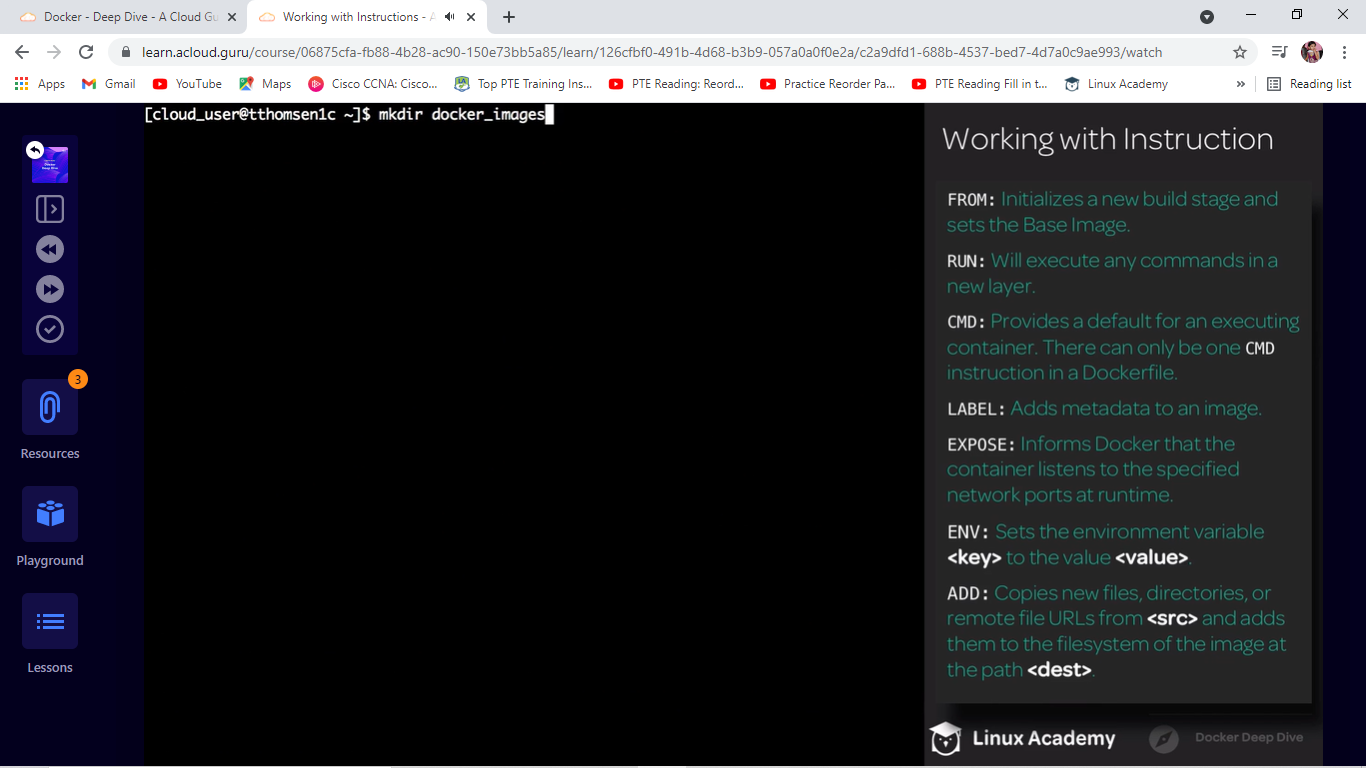 Docker - Deep Dive - A Cloud Gu
Working with Instructions - A
learn.acloud.guru/course/06875cfa-fb88-4b28-ac90-150e73bb5a85/learn/126cfbf0-491b-4d68-b3b9-057a0a0f0e2a/c2a9dfd1-688b-4537-bed7-4d7a0c9ae993/watch
Apps Gmail YouTube Maps Cisco CCNA: Cisco... Top PTE Training Ins... PTE Reading: Reord... Practice Reorder Pa... PTE Reading Fill in t... Linux Academy » Reading list
[cloud_user@tthomsen1c ~]$ mkdir docker_images
3
Resources
Playground
Lessons
Working with Instruction
FROM: Initializes a new build stage and
sets the Base Image.
RUN: Will execute any commands in a
new layer.
CMD: Provides a default for an executing
container. There can only be one CMD
instruction in a Dockerfile.
LABEL: Adds metadata to an image.
EXPOSE: Informs Docker that the
container listens to the specified
network ports at runtime.
ENV: Sets the environment variable
<key> to the value <value>.
ADD: Copies new files, directories, or
remote file URLs from <src> and adds
them to the filesystem of the image at
the path <dest>.
Linux Academy
Docker Deep Dive